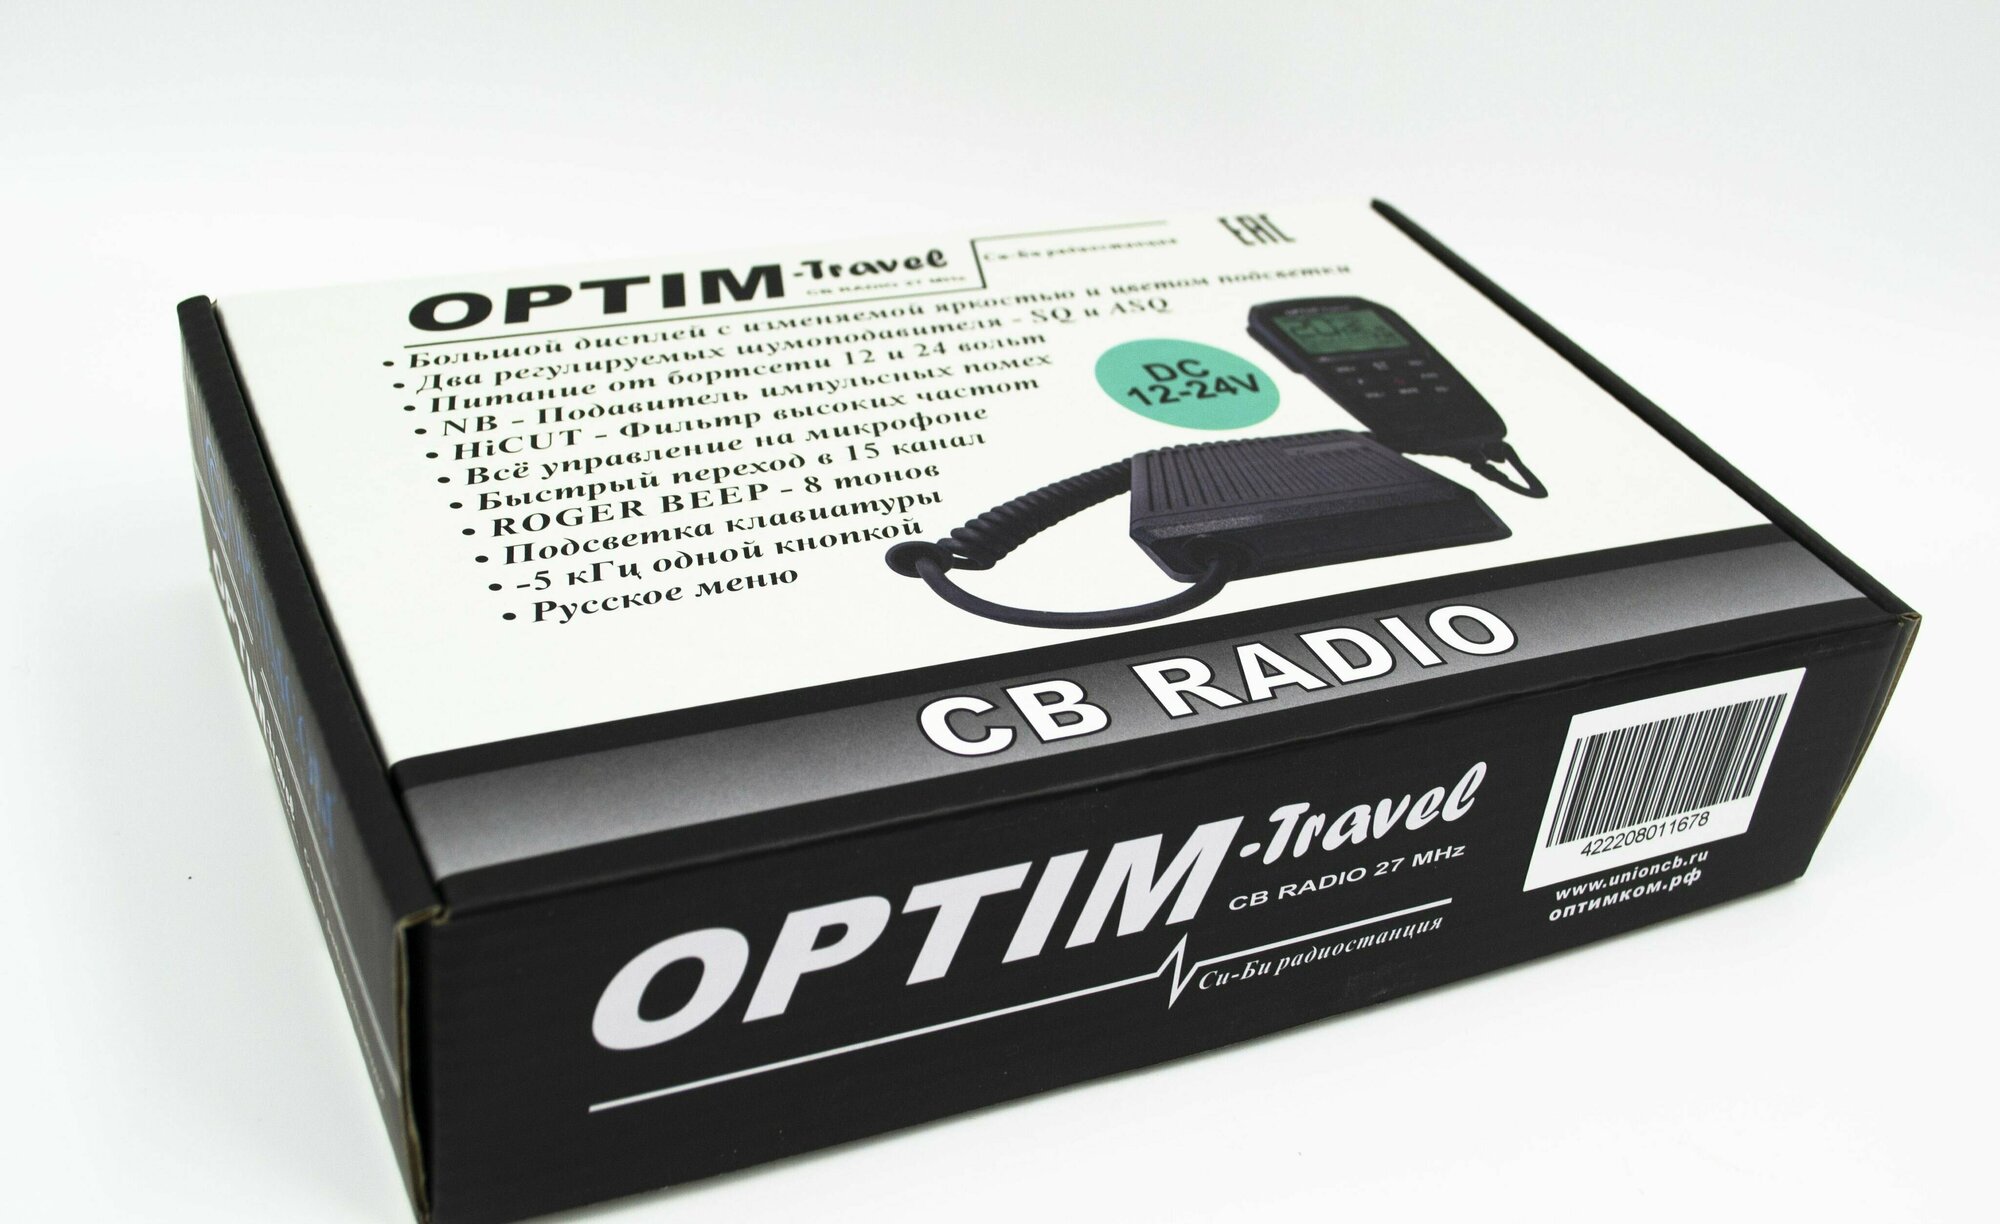 OPTIM-Travel
CB RADIO 27 MHz
Си-Би радиостанция
EAC
• Большой дисплей с изменяемой яркостью и цветом подсветки
• Два регулируемых шумоподавителя - SQ и ASQ
• Питание от бортсети 12 и 24 вольт
• NB - Подавитель импульсных помех
• HiCUT - Фильтр высоких частот
• Всё управление на микрофоне
• Быстрый переход в 15 канал
• ROGER BEEP - 8 тонов
• Подсветка клавиатуры
• -5 кГц одной кнопкой
• Русское меню
DC
12-24V
CB RADIO
OPTIM-Travel
CB RADIO 27 MHz
Си-Би радиостанция
422208011678
www.unioncb.ru
оптимком.рф